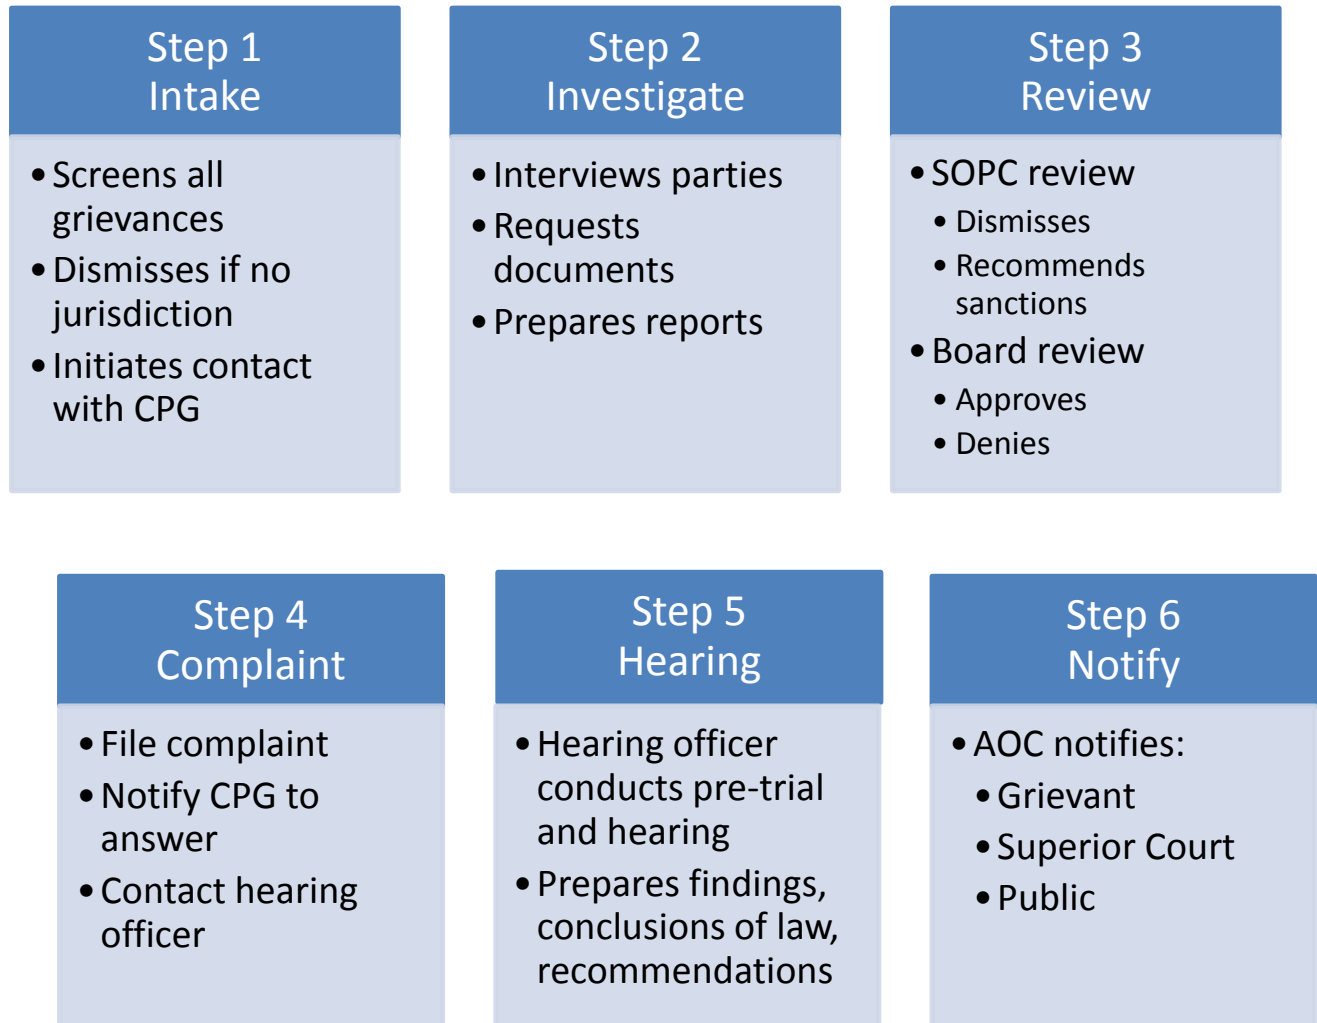 Step 1
Intake
• Screens all
grievances
• Dismisses if no
jurisdiction
• Initiates contact
with CPG
Step 2
Investigate
• Interviews parties
• Requests
documents
• Prepares reports
Step 3
Review
• SOPC review
• Dismisses
• Recommends
sanctions
• Board review
• Approves
• Denies
Step 4
Complaint
• File complaint
• Notify CPG to
answer
• Contact hearing
officer
Step 5
Hearing
• Hearing officer
conducts pre-trial
and hearing
• Prepares findings,
conclusions of law,
recommendations
Step 6
Notify
• AOC notifies:
• Grievant
• Superior Court
• Public